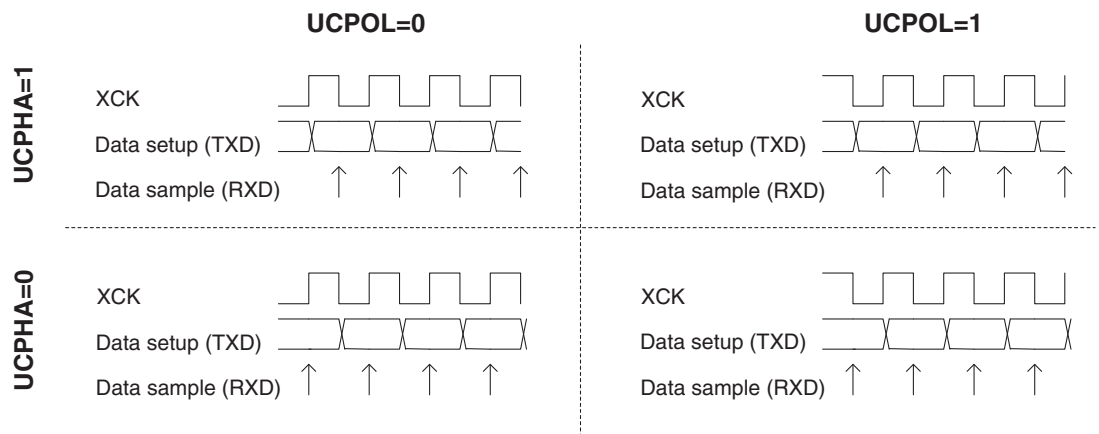 UCPOL=0 UCPOL=1
UCPHA=1
XCK
Data setup (TXD)
Data sample (RXD)
XCK
Data setup (TXD)
Data sample (RXD)
UCPHA=0
XCK
Data setup (TXD)
Data sample (RXD)
XCK
Data setup (TXD)
Data sample (RXD)